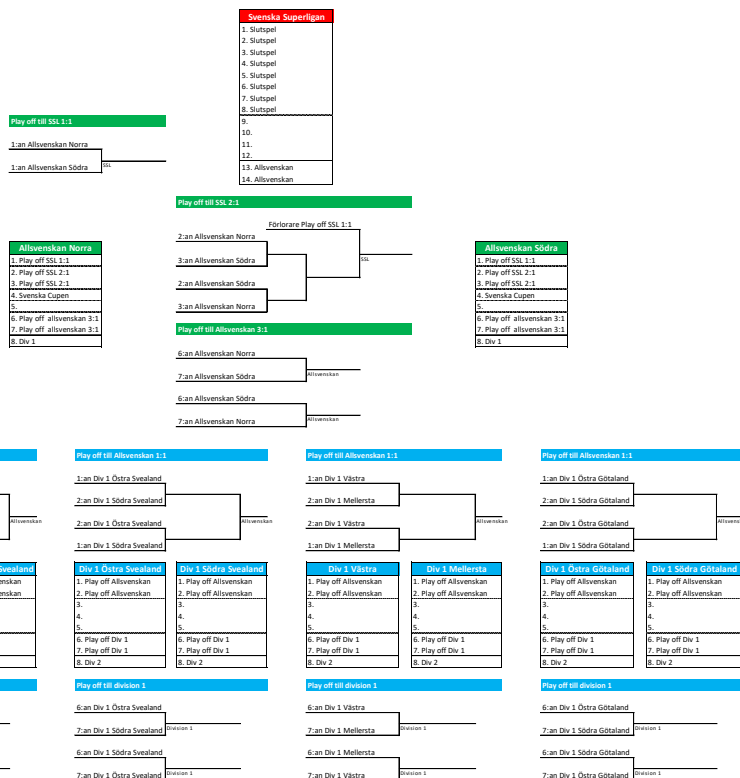 Svenska Superligan
1. Slutspel
2. Slutspel
3. Slutspel
4. Slutspel
5. Slutspel
6. Slutspel
7. Slutspel
8. Slutspel
9.
10.
11.
12.
13. Allsvenskan
14. Allsvenskan
Play off till SSL 1:1
1:an Allsvenskan Norra
1:an Allsvenskan Södra
SSL
Play off till SSL 2:1
Förlorare Play off SSL 1:1
2:an Allsvenskan Norra
3:an Allsvenskan Södra
SSL
2:an Allsvenskan Södra
3:an Allsvenskan Norra
Allsvenskan Norra
1. Play off SSL 1:1
2. Play off SSL 2:1
3. Play off SSL 2:1
4. Svenska Cupen
5.
6. Play off allsvenskan 3:1
7. Play off allsvenskan 3:1
8. Div 1
Allsvenskan Södra
1. Play off SSL 1:1
2. Play off SSL 2:1
3. Play off SSL 2:1
4. Svenska Cupen
5.
6. Play off allsvenskan 3:1
7. Play off allsvenskan 3:1
8. Div 1
Play off till Allsvenskan 3:1
6:an Allsvenskan Norra
7:an Allsvenskan Södra
Allsvenskan
6:an Allsvenskan Södra
7:an Allsvenskan Norra
Allsvenskan
Allsvenskan
Play off till Allsvenskan 1:1
1:an Div 1 Östra Svealand
2:an Div 1 Södra Svealand
2:an Div 1 Östra Svealand
1:an Div 1 Södra Svealand
Allsvenskan
Play off till Allsvenskan 1:1
1:an Div 1 Västra
2:an Div 1 Mellersta
2:an Div 1 Västra
1:an Div 1 Mellersta
Allsvenskan
Play off till Allsvenskan 1:1
1:an Div 1 Östra Götaland
2:an Div 1 Södra Götaland
2:an Div 1 Östra Götaland
1:an Div 1 Södra Götaland
Allsvens
Svealand
enskan
enskan
Div 1 Östra Svealand
1. Play off Allsvenskan
2. Play off Allsvenskan
3.
4.
5.
6. Play off Div 1
7. Play off Div 1
8. Div 2
Div 1 Södra Svealand
1. Play off Allsvenskan
2. Play off Allsvenskan
3.
4.
5.
6. Play off Div 1
7. Play off Div 1
8. Div 2
Div 1 Västra
1. Play off Allsvenskan
2. Play off Allsvenskan
3.
4.
5.
6. Play off Div 1
7. Play off Div 1
8. Div 2
Div 1 Mellersta
1. Play off Allsvenskan
2. Play off Allsvenskan
3.
4.
5.
6. Play off Div 1
7. Play off Div 1
8. Div 2
Div 1 Östra Götaland
1. Play off Allsvenskan
2. Play off Allsvenskan
3.
4.
5.
6. Play off Div 1
7. Play off Div 1
8. Div 2
Div 1 Södra Götaland
1. Play off Allsvenskan
2. Play off Allsvenskan
3.
4.
5.
6. Play off Div 1
7. Play off Div 1
8. Div 2
Play off till division 1
6:an Div 1 Östra Svealand
7:an Div 1 Södra Svealand
Division 1
6:an Div 1 Södra Svealand
7:an Div 1 Östra Svealand
Division 1
Play off till division 1
6:an Div 1 Västra
7:an Div 1 Mellersta
Division 1
6:an Div 1 Mellersta
7:an Div 1 Västra
Division 1
Play off till division 1
6:an Div 1 Östra Götaland
7:an Div 1 Södra Götaland
Division 1
6:an Div 1 Södra Götaland
7:an Div 1 Östra Götaland
Division 1